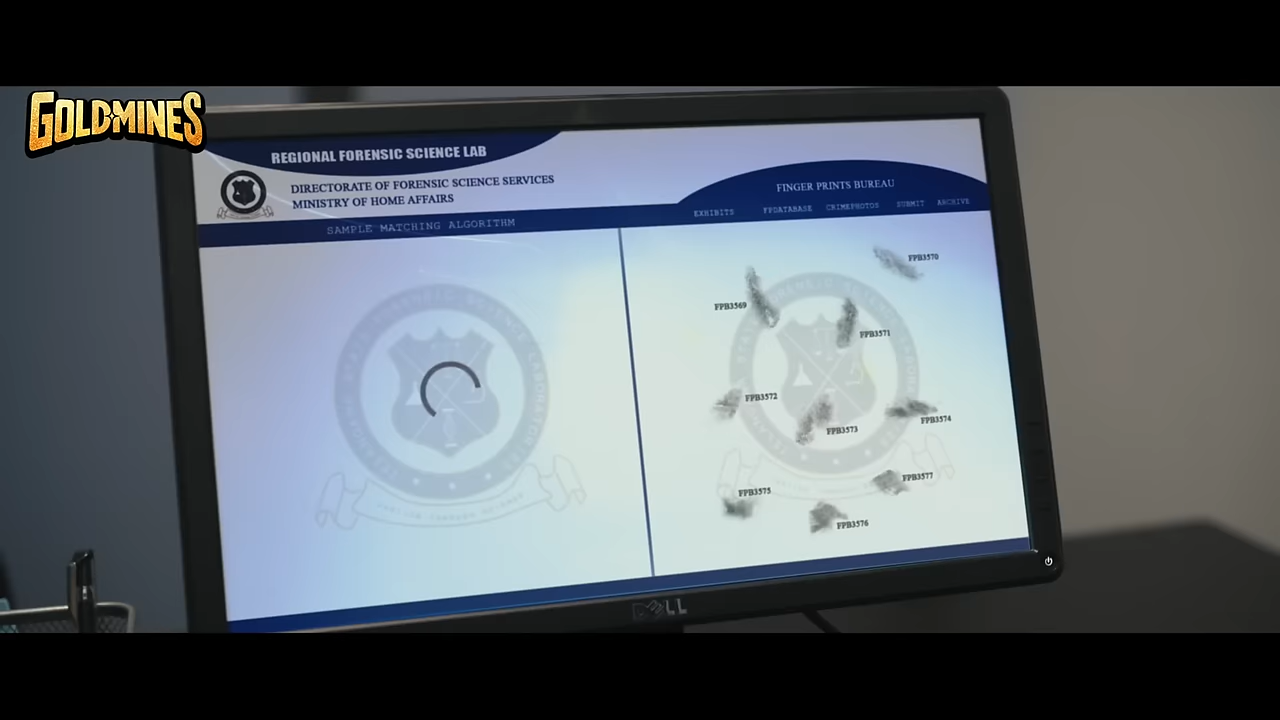 GOLDMINES
REGIONAL FORENSIC SCIENCE LAB
DIRECTORATE OF FORENSIC SCIENCE SERVICES
MINISTRY OF HOME AFFAIRS
SAMPLE MATCHING ALGORITHM
FINGER PRINTS BUREAU
EXHIBITS FPDATABASE CRIMEPHOTOS SUBMIT ARCHIVE
FPB3570
FPB3569
FPB3571
FPB3572
FPB3574
FPB3573
FPB3577
FPB3575
FPB3576
DELL